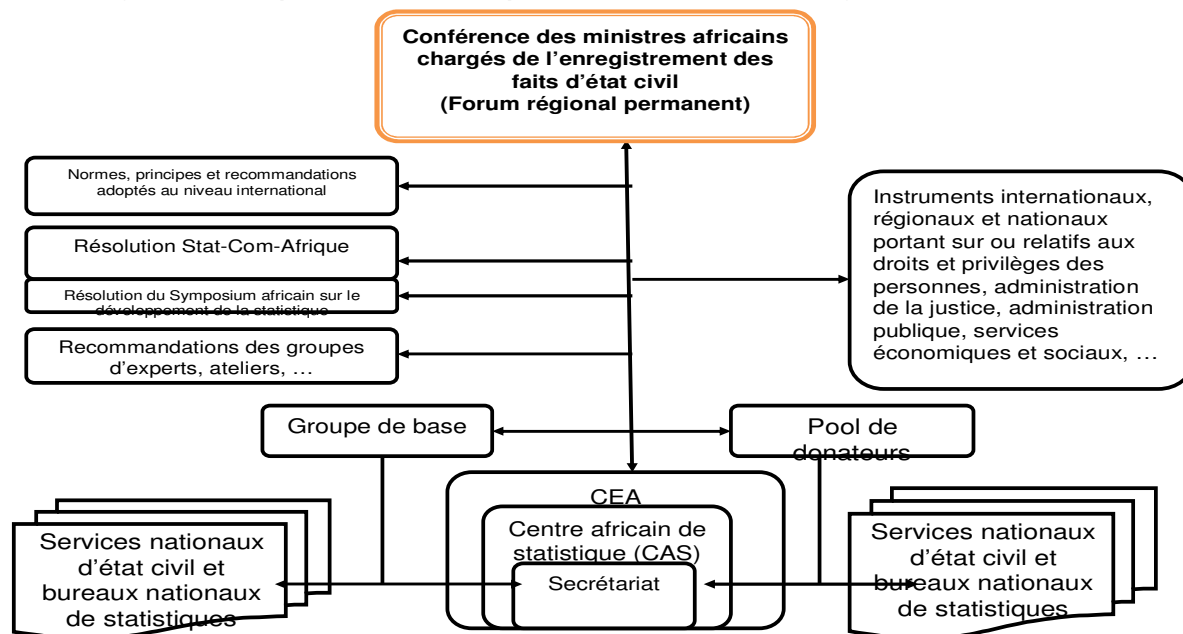 Conférence des ministres africains
chargés de l'enregistrement des
faits d'état civil
(Forum régional permanent)
Normes, principes et recommandations
adoptés au niveau international
Résolution Stat-Com-Afrique
Résolution du Symposium africain sur le
développement de la statistique
Recommandations des groupes
d'experts, ateliers, …
Instruments internationaux,
régionaux et nationaux
portant sur ou relatifs aux
droits et privilèges des
personnes, administration
de la justice, administration
publique, services
économiques et sociaux, …
Groupe de base
Pool de
donateurs
CEA
Centre africain de
statistique (CAS)
Secrétariat
Services nationaux
d'état civil et
bureaux nationaux
de statistiques
Services nationaux
d'état civil et
bureaux nationaux
de statistiques